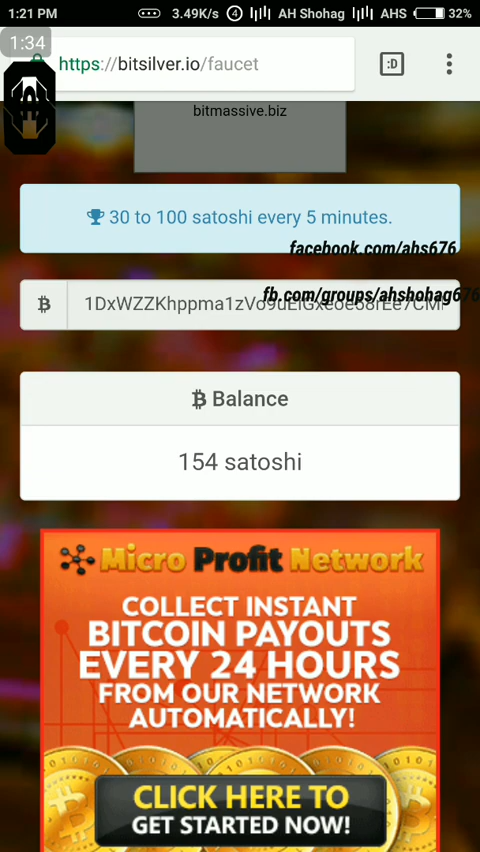 1:21 PM 3.49K/s 4 AH Shohag AHS 32%
1:34
https://bitsilver.io/faucet :D
bitmassive.biz
30 to 100 satoshi every 5 minutes.
facebook.com/ahs676
fb.com/groups/ahshohag676
Balance
154 satoshi
Micro Profit Network
COLLECT INSTANT
BITCOIN PAYOUTS
EVERY 24 HOURS
FROM OUR NETWORK
AUTOMATICALLY!
CLICK HERE TO
GET STARTED NOW!